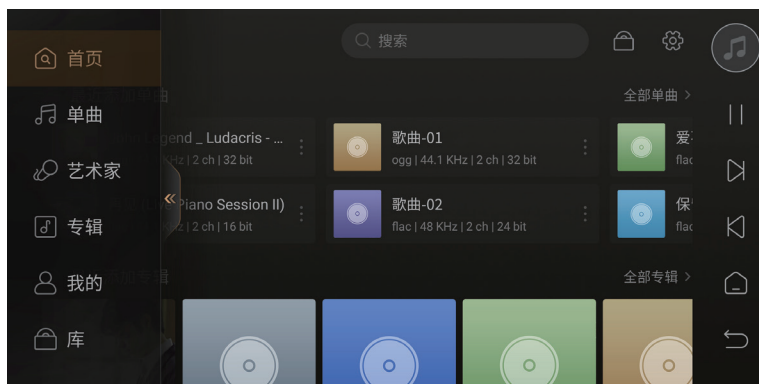 首页
单曲
艺术家
专辑
我的
库
搜索
全部单曲 >
gend _ Ludacris - ...
Hz | 2 ch | 32 bit
歌曲-01
ogg | 44.1 KHz | 2 ch | 32 bit
flac
Piano Session II)
| 2 ch | 16 bit
歌曲-02
flac | 48 KHz | 2 ch | 24 bit
flac
全部专辑 >